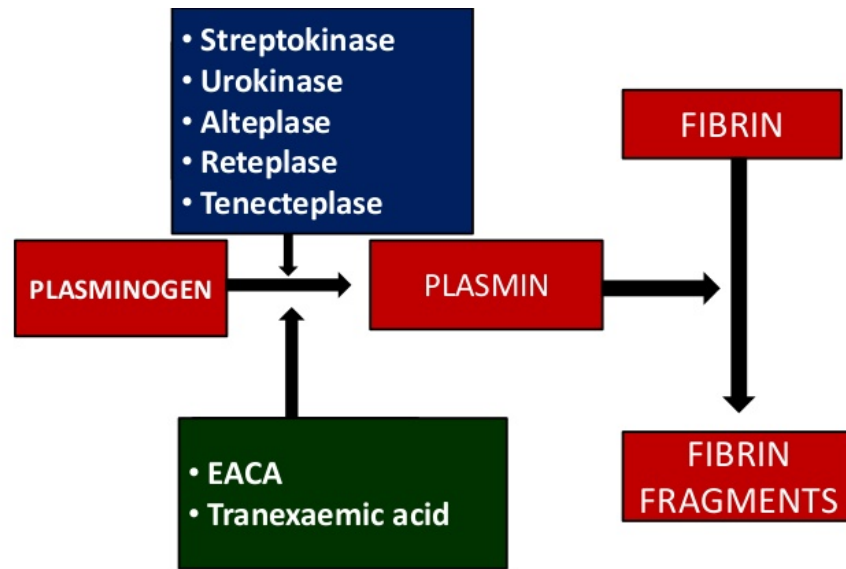 • Streptokinase
• Urokinase
• Alteplase
• Reteplase
• Tenecteplase
FIBRIN
PLASMINOGEN
PLASMIN
• EACA
• Tranexaemic acid
FIBRIN
FRAGMENTS